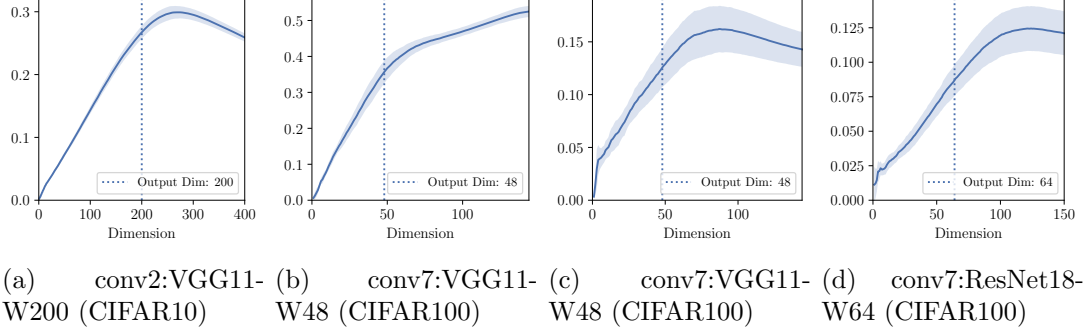 0.3
0.2
0.1
0.0
0 100 200 300 400
Dimension
Output Dim: 200
0.5
0.4
0.3
0.2
0.1
0.0
0 50 100
Dimension
Output Dim: 48
0.15
0.10
0.05
0.00
0 50 100
Dimension
Output Dim: 48
0.125
0.100
0.075
0.050
0.025
0.000
0 50 100 150
Dimension
Output Dim: 64
(a) conv2:VGG11-
W200 (CIFAR10)
(b) conv7:VGG11-
W48 (CIFAR100)
(c) conv7:VGG11-
W48 (CIFAR100)
(d) conv7:ResNet18-
W64 (CIFAR100)